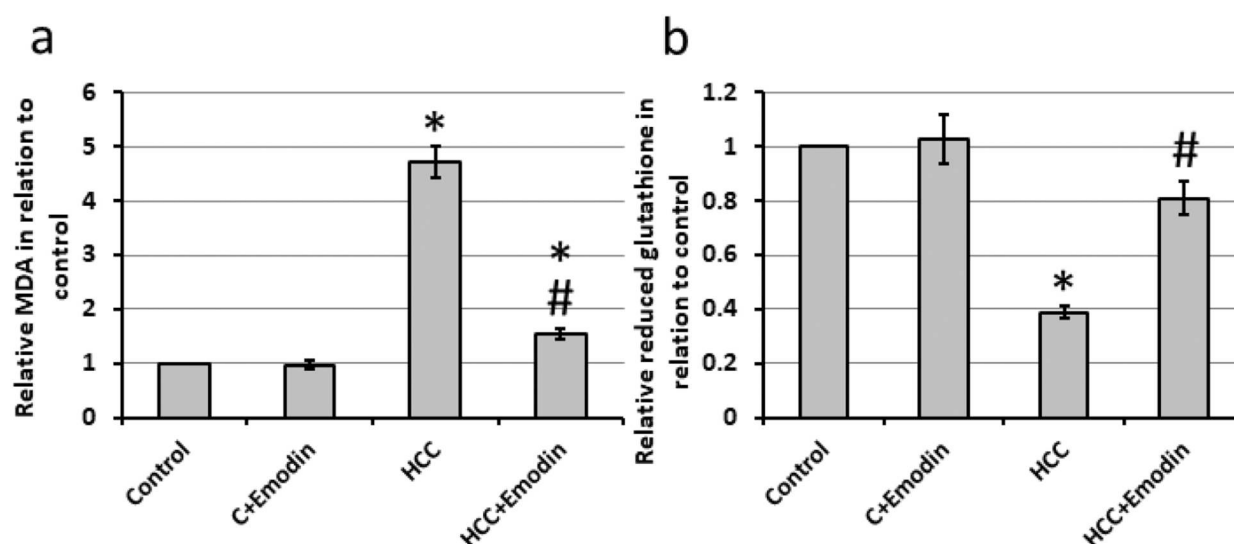 a
Relative MDA in relation to
control
6
5
4
3
2
1
0
*
*
#
Control
C+Emodin
HCC
HCC+Emodin
b
Relative reduced glutathione in
relation to control
1.2
1
0.8
0.6
0.4
0.2
0
*
#
Control
C+Emodin
HCC
HCC+Emodin